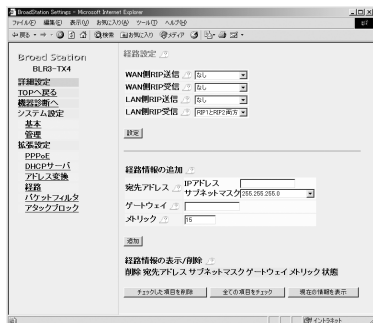 BroadStation Settings - Microsoft Internet Explorer
ファイル(F) 編集(E) 表示(V) お気に入り(A) ツール(T) ヘルプ(H)
戻る 検索 お気に入り メディア
Broad Station
BLR3-TX4
詳細設定
TOPへ戻る
機器診断へ
システム設定
基本
管理
拡張設定
PPPoE
DHCPサーバ
アドレス変換
経路
パケットフィルタ
アタックブロック
経路設定
WAN側RIP送信 なし
WAN側RIP受信 なし
LAN側RIP送信 なし
LAN側RIP受信 RIP1とRIP2両方
設定
経路情報の追加
宛先アドレス IPアドレス
サブネットマスク 255.255.255.0
ゲートウェイ
メトリック 15
追加
経路情報の表示/削除
削除 宛先アドレス サブネットマスク ゲートウェイ メトリック 状態
チェックした項目を削除 全ての項目をチェック 現在の情報を表示
イントラネット